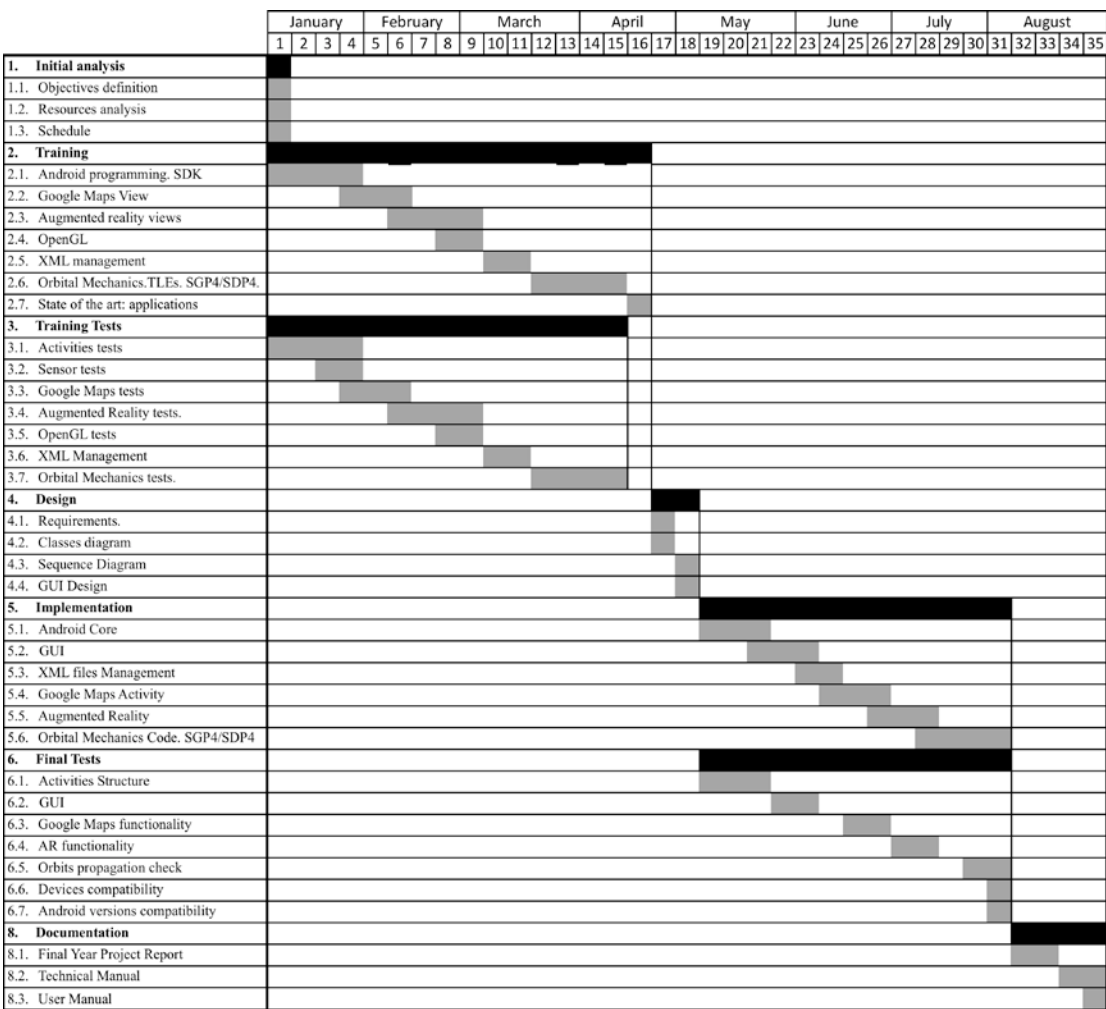 January February March April May June July August
1 2 3 4 5 6 7 8 9 10 11 12 13 14 15 16 17 18 19 20 21 22 23 24 25 26 27 28 29 30 31 32 33 34 35
1. Initial analysis
1.1. Objectives definition
1.2. Resources analysis
1.3. Schedule
2. Training
2.1. Android programming. SDK
2.2. Google Maps View
2.3. Augmented reality views
2.4. OpenGL
2.5. XML management
2.6. Orbital Mechanics.TLEs. SGP4/SDP4.
2.7. State of the art: applications
3. Training Tests
3.1. Activities tests
3.2. Sensor tests
3.3. Google Maps tests
3.4. Augmented Reality tests.
3.5. OpenGL tests
3.6. XML Management
3.7. Orbital Mechanics tests.
4. Design
4.1. Requirements.
4.2. Classes diagram
4.3. Sequence Diagram
4.4. GUI Design
5. Implementation
5.1. Android Core
5.2. GUI
5.3. XML files Management
5.4. Google Maps Activity
5.5. Augmented Reality
5.6. Orbital Mechanics Code. SGP4/SDP4
6. Final Tests
6.1. Activities Structure
6.2. GUI
6.3. Google Maps functionality
6.4. AR functionality
6.5. Orbits propagation check
6.6. Devices compatibility
6.7. Android versions compatibility
8. Documentation
8.1. Final Year Project Report
8.2. Technical Manual
8.3. User Manual